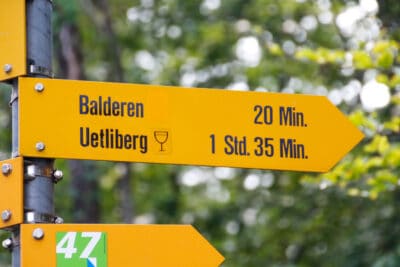 Balderen 20 Min.
Uetliberg 1 Std. 35 Min.
47